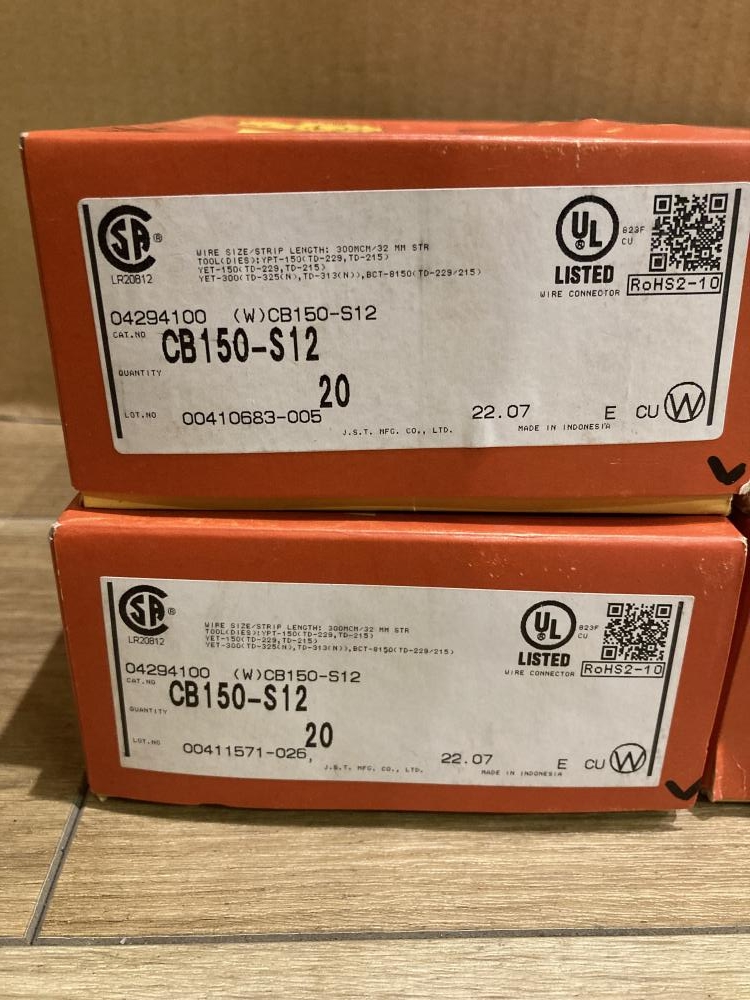 SA ®
LR20812
WIRE SIZE/STRIP LENGTH: 300MCM/32 MM STR
TOOL(DIES):YPT-150(TD-229,TD-215)
YET-150(TD-229,TD-215)
YET-300(TD-325(N),TD-313(N)),BCT-8150(TD-229/215)
UL
LISTED
823F
CU
WIRE CONNECTOR
RoHS2-10
04294100 (W)CB150-S12
CAT.NO CB150-S12
QUANTITY 20
LOT.NO 00410683-005
22.07 E CU W
J.S.T. MFG. CO., LTD. MADE IN INDONESIA
SA ®
LR20812
WIRE SIZE/STRIP LENGTH: 300MCM/32 MM STR
TOOL(DIES):YPT-150(TD-229,TD-215)
YET-150(TD-229,TD-215)
YET-300(TD-325(N),TD-313(N)),BCT-8150(TD-229/215)
UL
LISTED
823F
CU
WIRE CONNECTOR
RoHS2-10
04294100 (W)CB150-S12
CAT.NO CB150-S12
QUANTITY 20
LOT.NO 00411571-026,
22.07 E CU W
J.S.T. MFG. CO., LTD. MADE IN INDONESIA